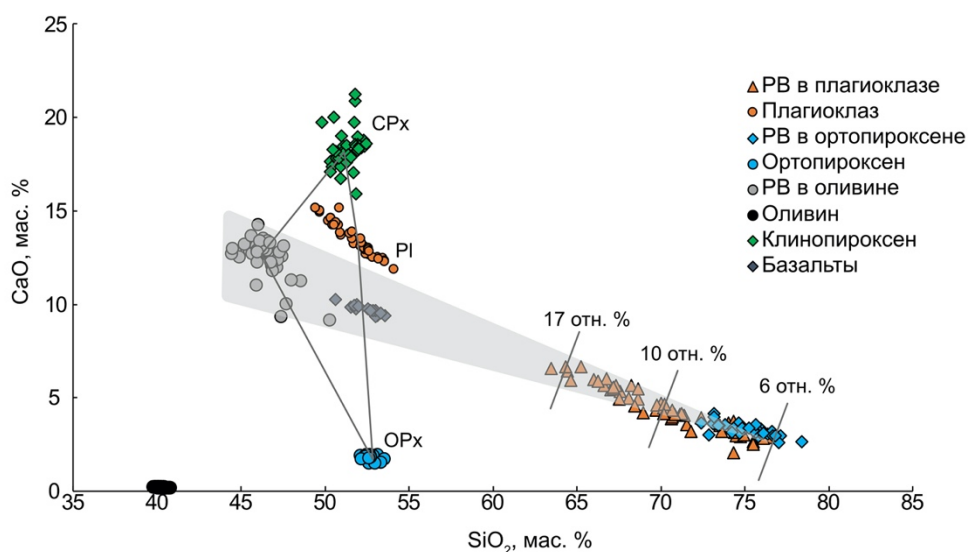 25
20
15
10
5
0
35
40
45
50
55
60
65
70
75
80
85
CaO, мас. %
SiO₂, мас. %
CPx
Pl
OPx
17 отн. %
10 отн. %
6 отн. %
РВ в плагиоклазе
Плагиоклаз
РВ в ортопироксене
Ортопироксен
РВ в оливине
Оливин
Клинопироксен
Базальты